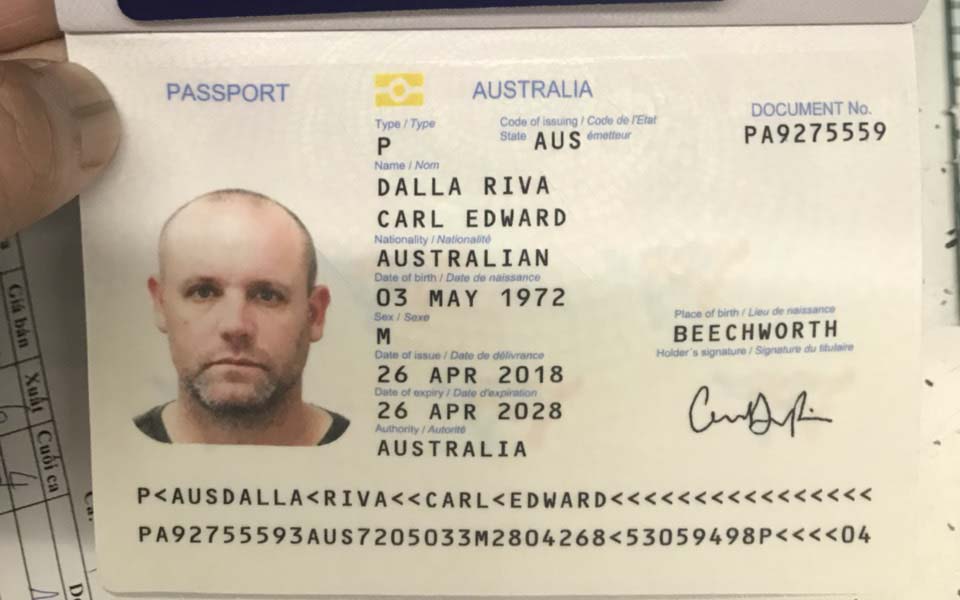 PASSPORT
AUSTRALIA
DOCUMENT No.
PA9275559
Type / Type
P
Code of issuing / Code de l'Etat
State AUS émetteur
Name / Nom
DALLA RIVA
CARL EDWARD
Nationality / Nationalité
AUSTRALIAN
Date of birth / Date de naissance
03 MAY 1972
Sex / Sexe
M
Place of birth / Lieu de naissance
BEECHWORTH
Holder's signature / Signature du titulaire
Date of issue / Date de délivrance
26 APR 2018
Date of expiry / Date d'expiration
26 APR 2028
Authority / Autorité
AUSTRALIA
P<AUSDALLA<RIVA<<CARL<EDWARD<<<<<<<<<<<<<<<<
PA92755593AUS7205033M2804268<53059498P<<<<04
Giá bán
Xuất
Cuối ca